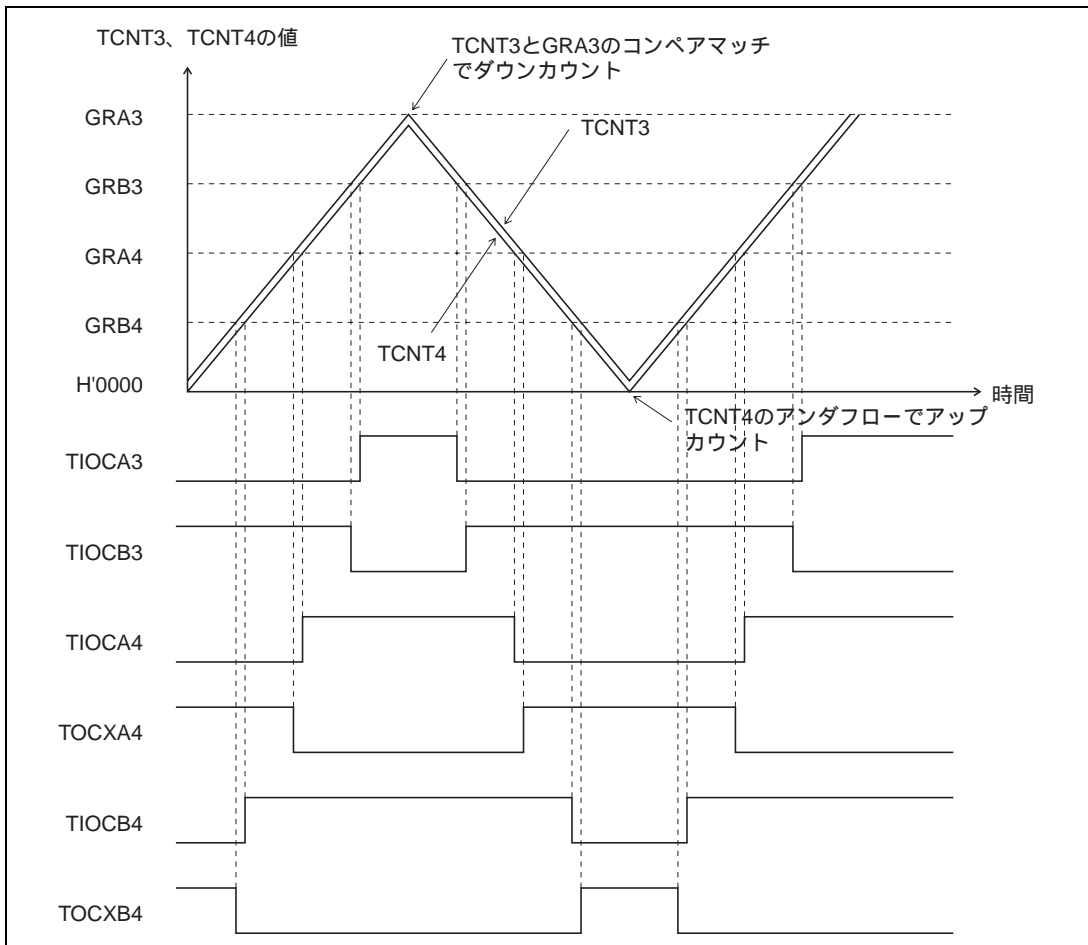 TCNT3、TCNT4の値
TCNT3とGRA3のコンペアマッチ
でダウンカウント
GRA3
TCNT3
GRB3
GRA4
GRB4
TCNT4
H'0000
時間
TCNT4のアンダフローでアップ
カウント
TIOCA3
TIOCB3
TIOCA4
TOCXA4
TIOCB4
TOCXB4